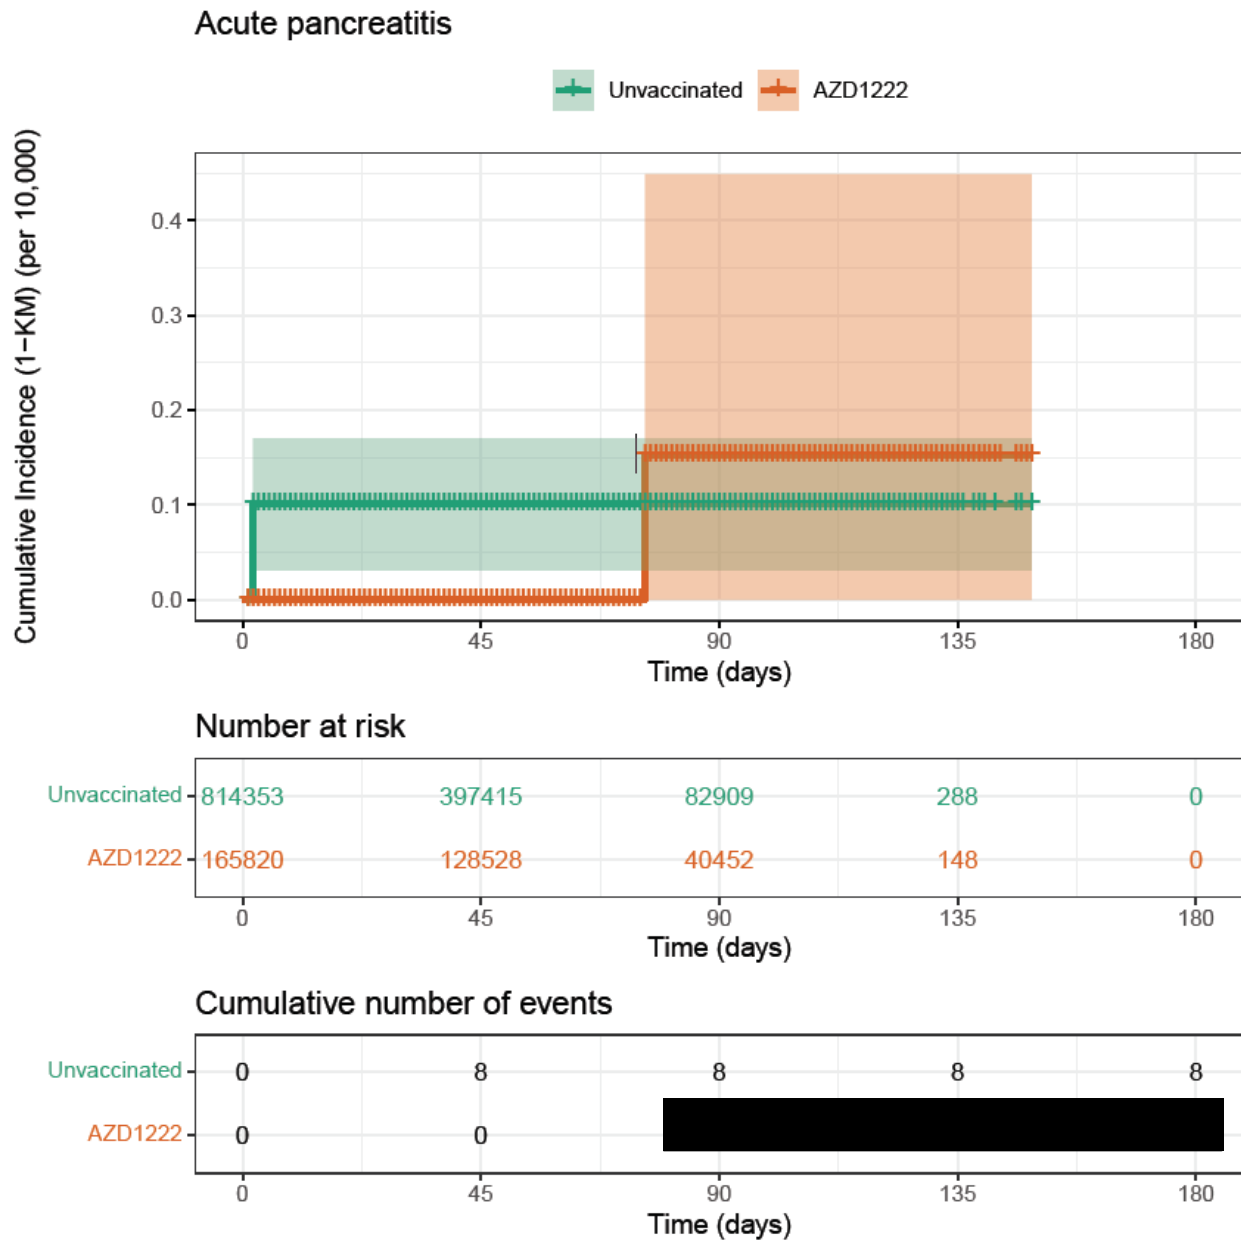 Acute pancreatitis
Unvaccinated AZD1222
Cumulative Incidence (1−KM) (per 10,000)
0.4
0.3
0.2
0.1
0.0
0 45 90 135 180
Time (days)
Number at risk
Unvaccinated 814353 397415 82909 288 0
AZD1222 165820 128528 40452 148 0
0 45 90 135 180
Time (days)
Cumulative number of events
Unvaccinated 0 8 8 8 8
AZD1222 0 0
0 45 90 135 180
Time (days)